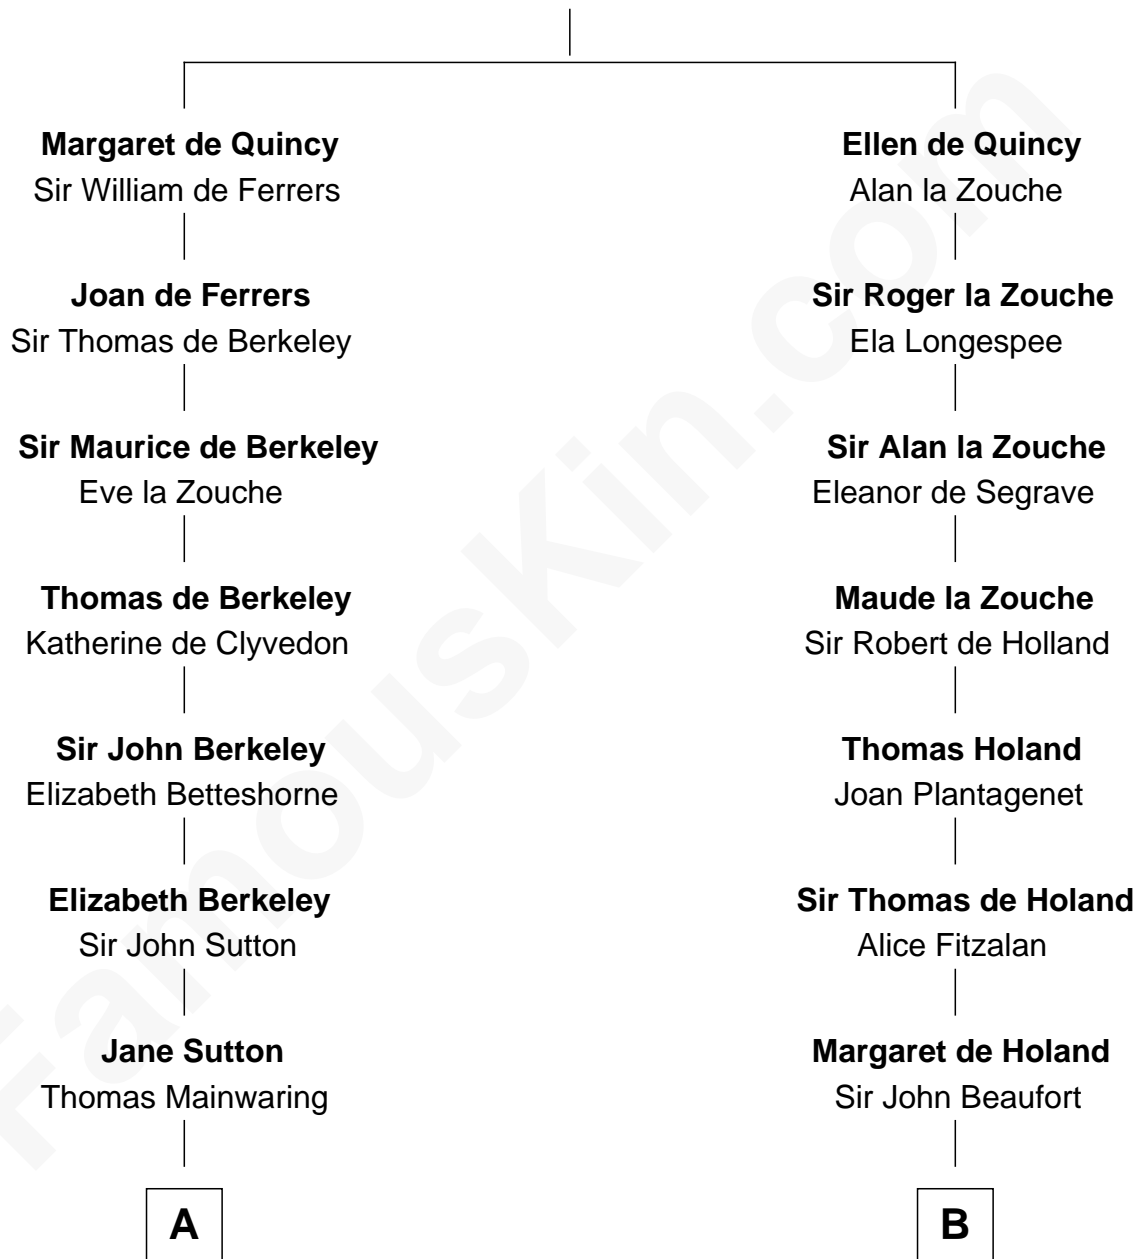 Margaret de Quincy
Sir William de Ferrers
Ellen de Quincy
Alan la Zouche
Joan de Ferrers
Sir Thomas de Berkeley
Sir Roger la Zouche
Ela Longespee
Sir Maurice de Berkeley
Eve la Zouche
Sir Alan la Zouche
Eleanor de Segrave
Thomas de Berkeley
Katherine de Clyvedon
Maude la Zouche
Sir Robert de Holland
Sir John Berkeley
Elizabeth Betteshorne
Thomas Holand
Joan Plantagenet
Elizabeth Berkeley
Sir John Sutton
Sir Thomas de Holand
Alice Fitzalan
Jane Sutton
Thomas Mainwaring
Margaret de Holand
Sir John Beaufort
A
B
FamousKin.com